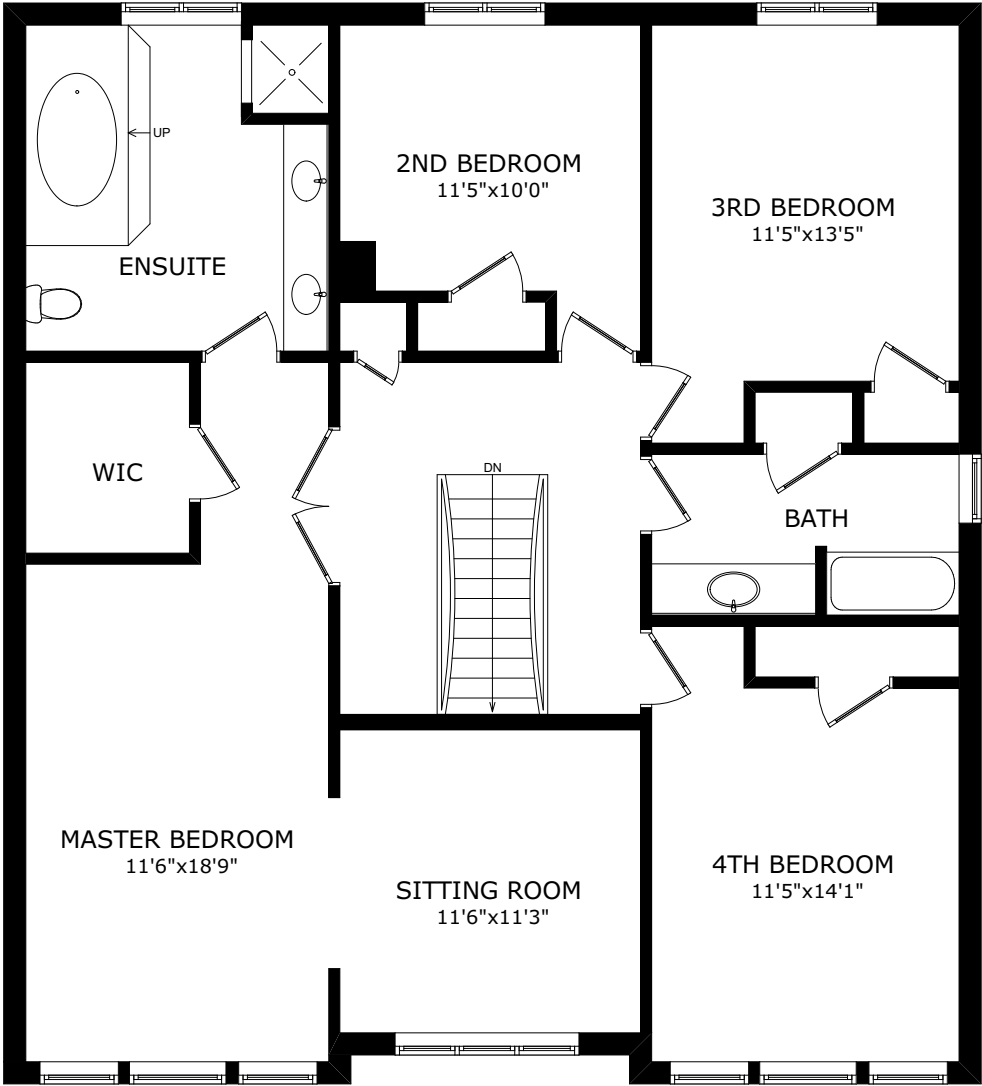 UP
2ND BEDROOM
11'5"x10'0"
3RD BEDROOM
11'5"x13'5"
ENSUITE
WIC
DN
BATH
MASTER BEDROOM
11'6"x18'9"
SITTING ROOM
11'6"x11'3"
4TH BEDROOM
11'5"x14'1"